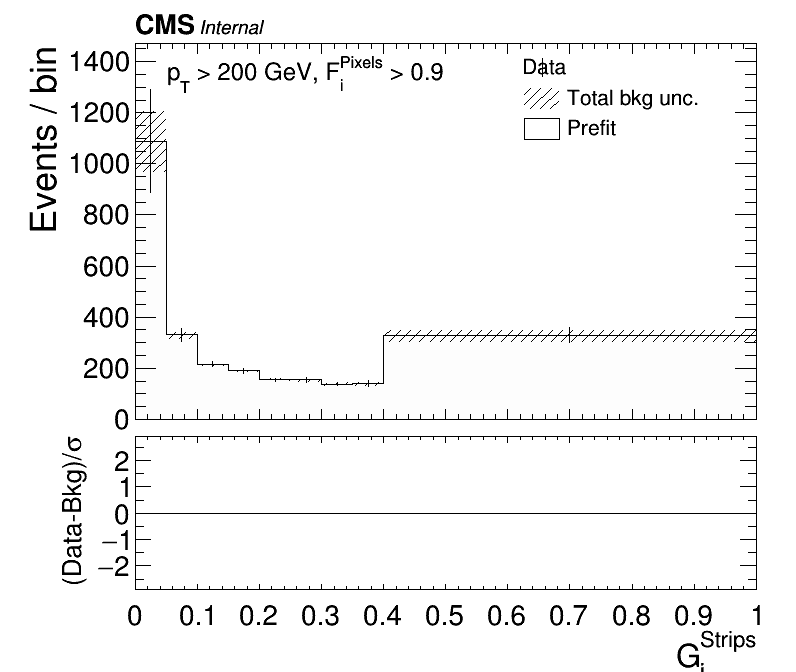 CMS Internal
p_T > 200 GeV, F_i^Pixels > 0.9
Data
Total bkg unc.
Prefit
Events / bin
1400
1200
1000
800
600
400
200
0
(Data-Bkg)/σ
2
1
0
−1
−2
0 0.1 0.2 0.3 0.4 0.5 0.6 0.7 0.8 0.9 1
G_i^Strips